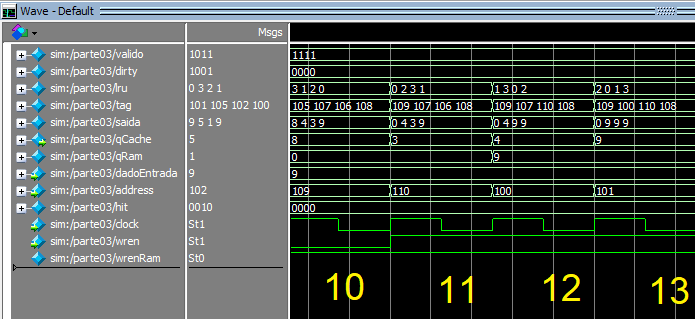 Wave - Default
Msgs
sim:/parte03/valido 1011 1111
sim:/parte03/dirty 1001 0000
sim:/parte03/lru 0 3 2 1 3 1 2 0 0 2 3 1 1 3 0 2 2 0 1 3
sim:/parte03/tag 101 105 102 100 105 107 106 108 109 107 106 108 109 107 110 108 109 100 110 108
sim:/parte03/saida 9 5 1 9 8 4 3 9 0 4 3 9 0 4 9 9 0 9 9 9
sim:/parte03/qCache 5 8 3 4 9
sim:/parte03/qRam 1 0 9
sim:/parte03/dadoEntrada 9 9
sim:/parte03/address 102 109 110 100 101
sim:/parte03/hit 0010 0000
sim:/parte03/clock St1
sim:/parte03/wren St1
sim:/parte03/wrenRam St0
10 11 12 13